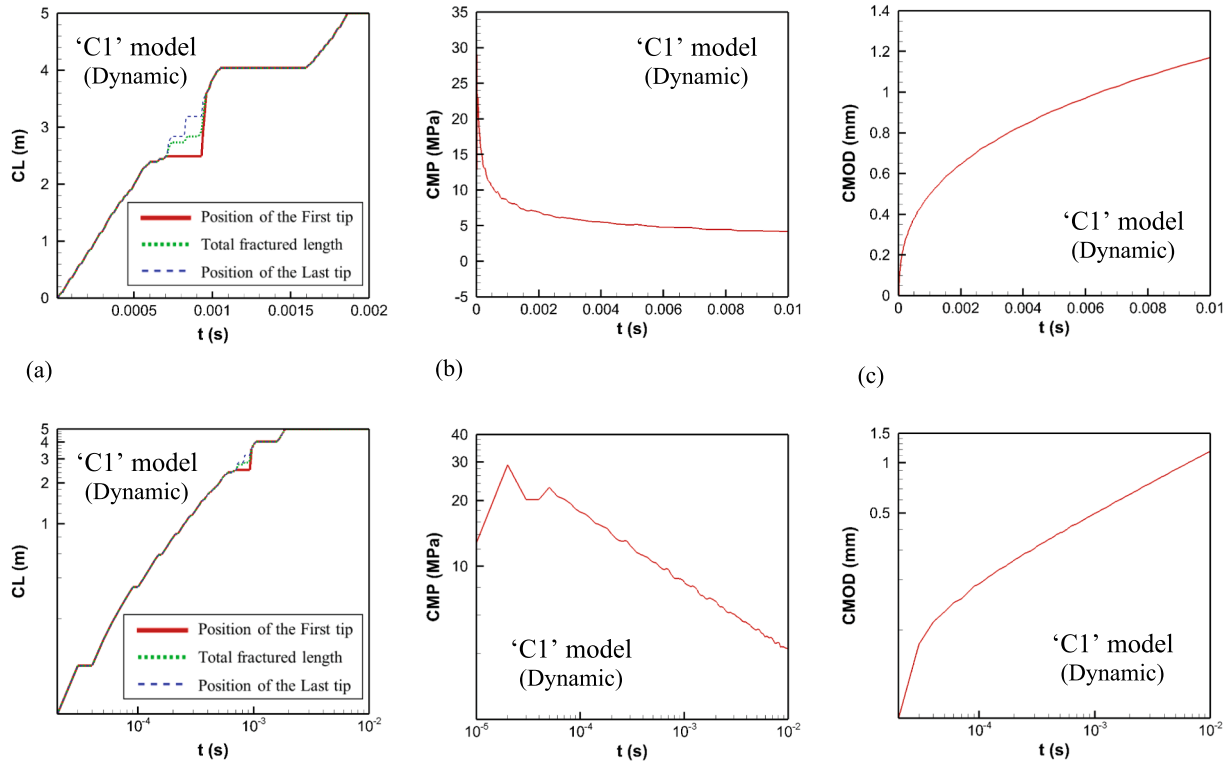 ‘C1’ model
(Dynamic)
CL (m)
5
4
3
2
1
0
Position of the First tip
Total fractured length
Position of the Last tip
0.0005
0.001
0.0015
0.002
t (s)
‘C1’ model
(Dynamic)
CMP (MPa)
35
30
25
20
15
10
5
0
-5
0
0.002
0.004
0.006
0.008
0.01
t (s)
‘C1’ model
(Dynamic)
CMOD (mm)
1.4
1.2
1
0.8
0.6
0.4
0.2
0
0
0.002
0.004
0.006
0.008
0.01
t (s)
(a)
(b)
(c)
‘C1’ model
(Dynamic)
CL (m)
5
4
3
2
1
Position of the First tip
Total fractured length
Position of the Last tip
10-4
10-3
10-2
t (s)
CMP (MPa)
40
30
20
10
‘C1’ model
(Dynamic)
10-5
10-4
10-3
10-2
t (s)
CMOD (mm)
1.5
1
0.5
‘C1’ model
(Dynamic)
10-4
10-3
10-2
t (s)